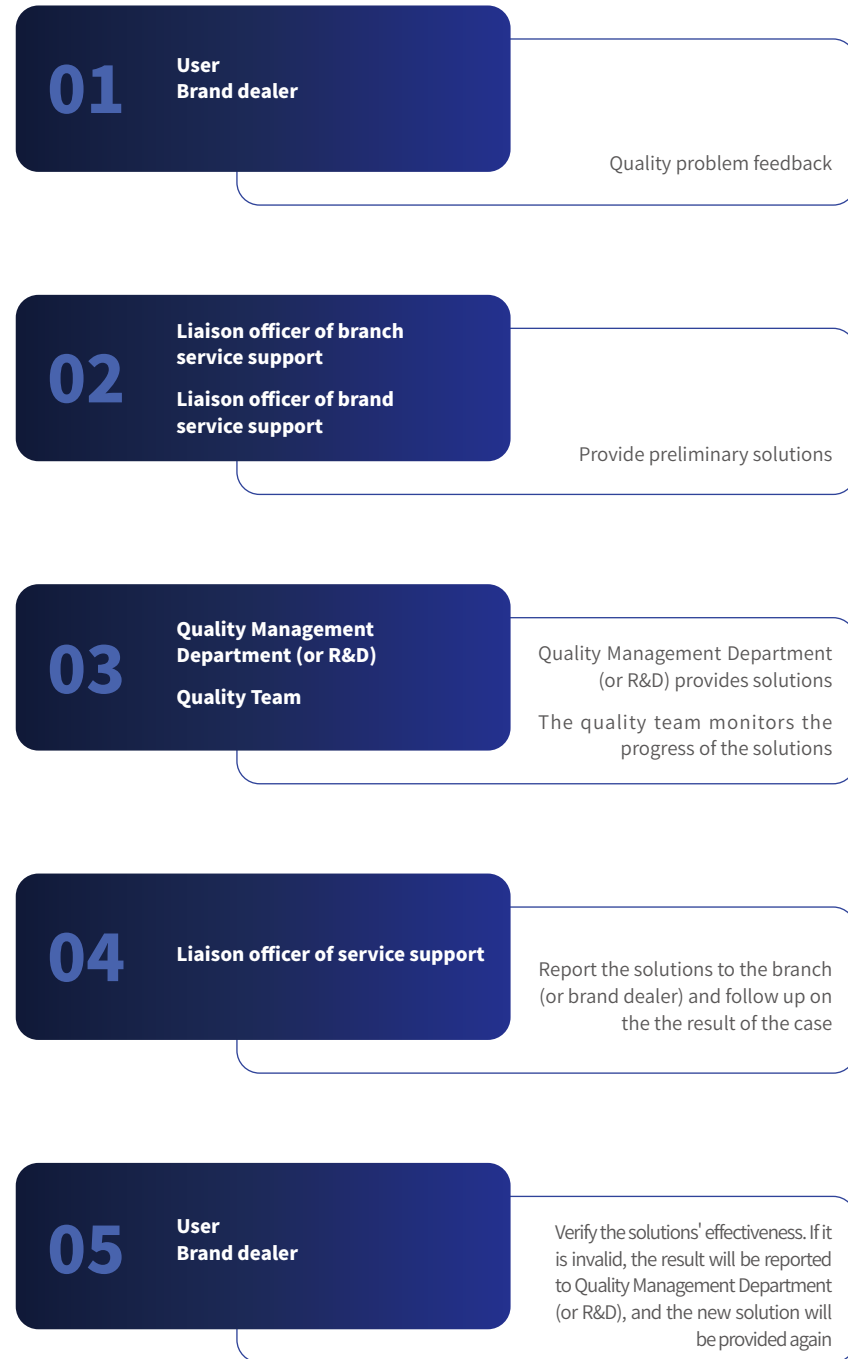 01
User
Brand dealer
Quality problem feedback
02
Liaison officer of branch
service support
Liaison officer of brand
service support
Provide preliminary solutions
03
Quality Management
Department (or R&D)
Quality Team
Quality Management Department
(or R&D) provides solutions
The quality team monitors the
progress of the solutions
04
Liaison officer of service support
Report the solutions to the branch
(or brand dealer) and follow up on
the the result of the case
05
User
Brand dealer
Verify the solutions' effectiveness. If it
is invalid, the result will be reported
to Quality Management Department
(or R&D), and the new solution will
be provided again